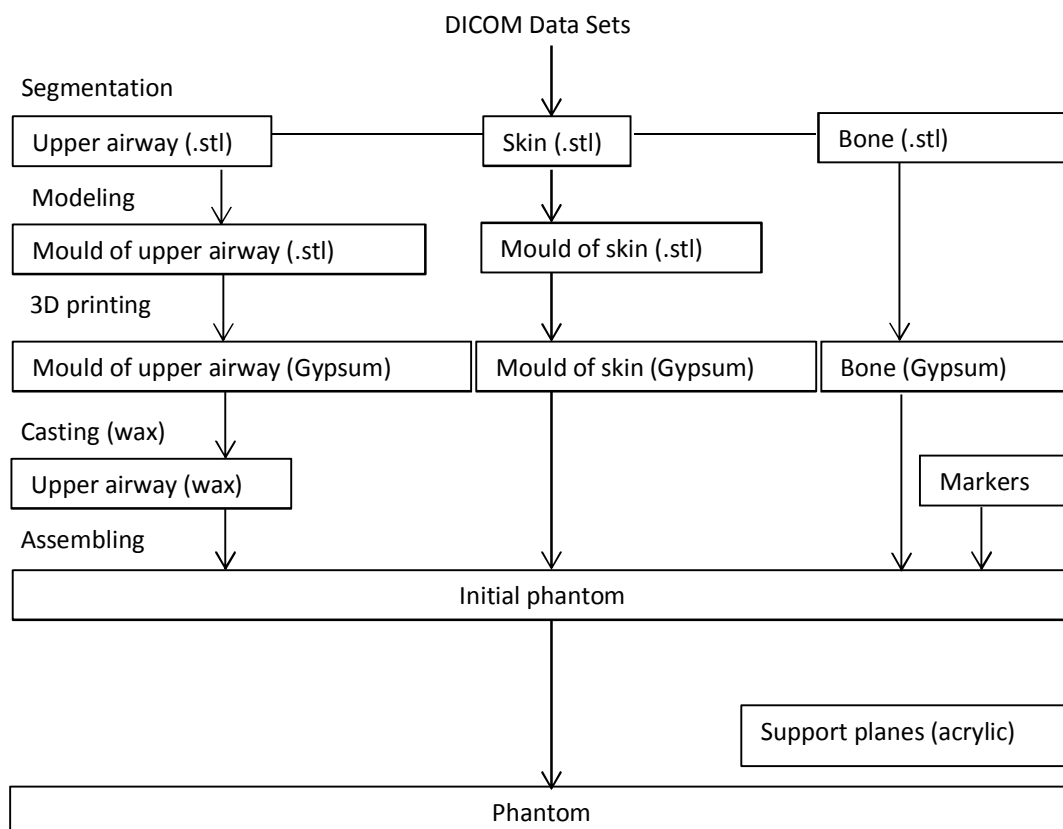 DICOM Data Sets
Segmentation
Upper airway (.stl)
Skin (.stl)
Bone (.stl)
Modeling
Mould of upper airway (.stl)
Mould of skin (.stl)
3D printing
Mould of upper airway (Gypsum)
Mould of skin (Gypsum)
Bone (Gypsum)
Casting (wax)
Upper airway (wax)
Markers
Assembling
Initial phantom
Support planes (acrylic)
Phantom